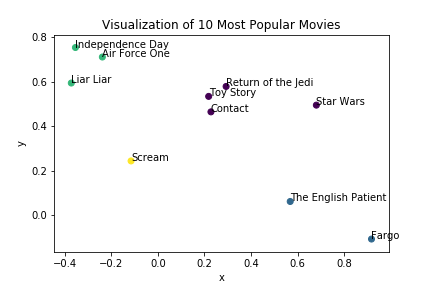 Visualization of 10 Most Popular Movies
0.8
0.6
0.4
0.2
0.0
y
Independence Day
Air Force One
Liar Liar
Return of the Jedi
Toy Story
Star Wars
Contact
Scream
The English Patient
Fargo
−0.4 −0.2 0.0 0.2 0.4 0.6 0.8
x